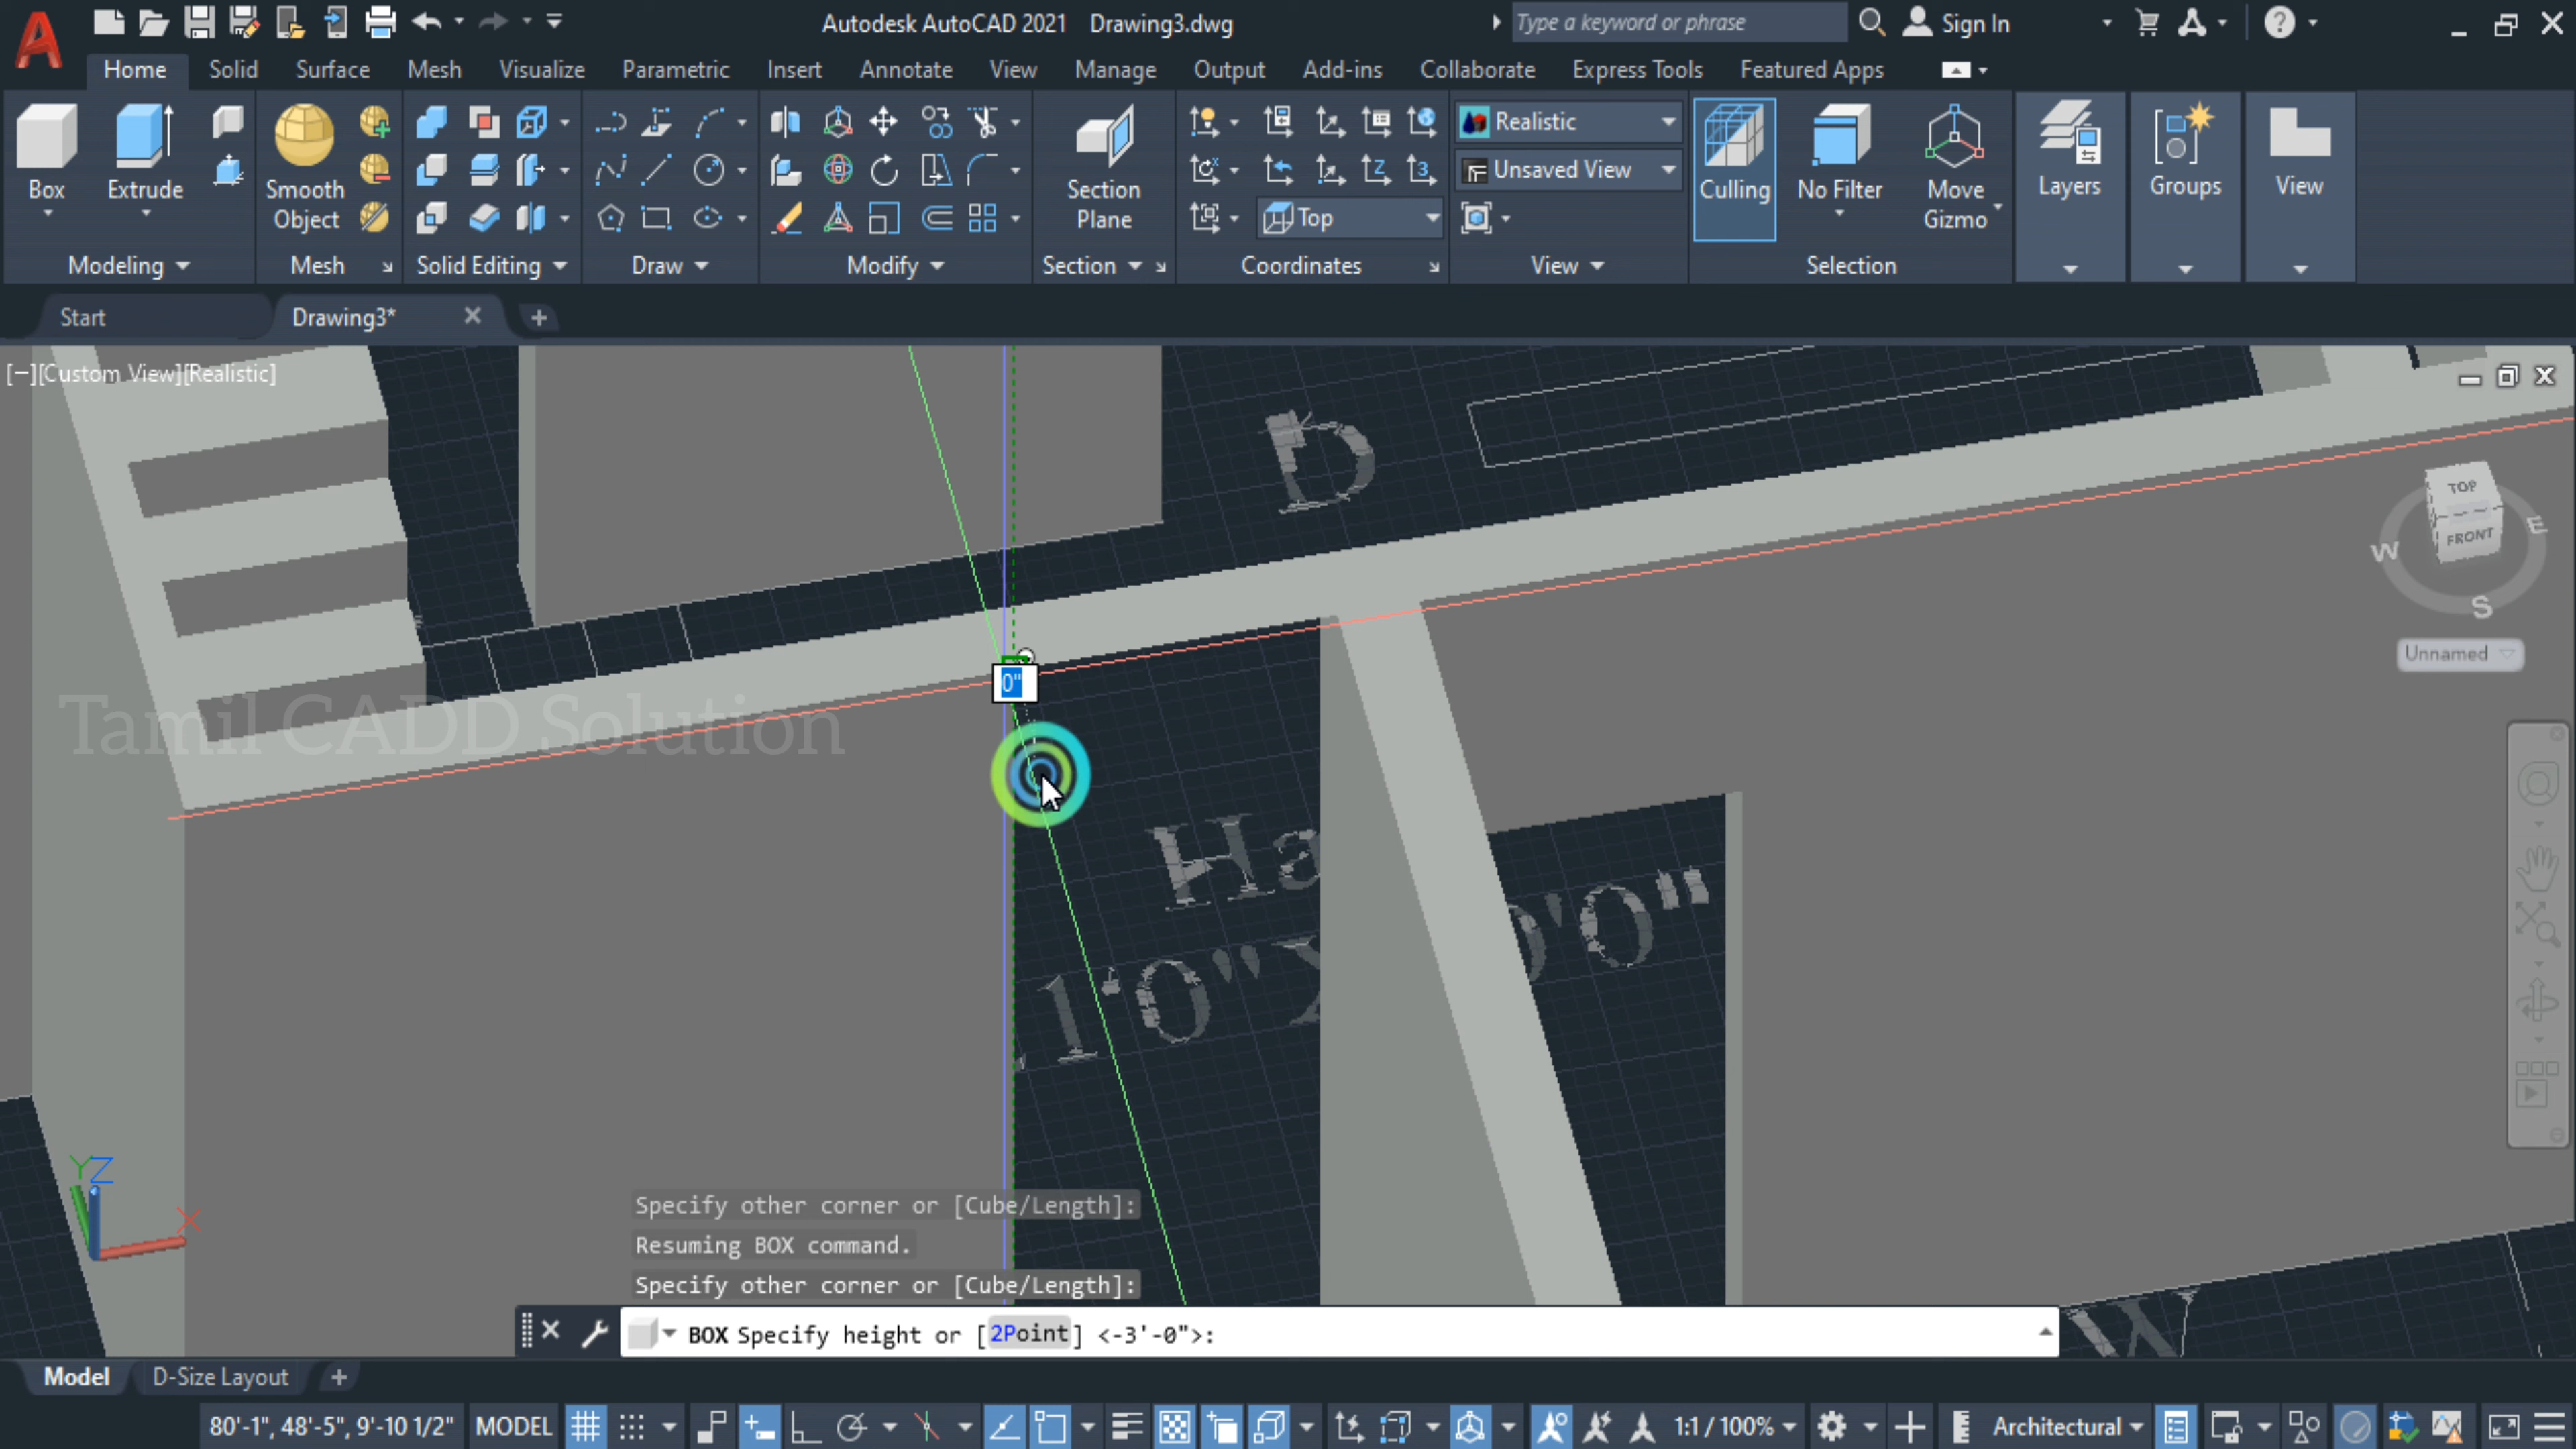 Autodesk AutoCAD 2021 Drawing3.dwg
Type a keyword or phrase
Sign In
Home Solid Surface Mesh Visualize Parametric Insert Annotate View Manage Output Add-ins Collaborate Express Tools Featured Apps
Box
Extrude
Smooth
Object
Section
Plane
Realistic
Unsaved View
Top
Culling
No Filter
Move
Gizmo
Layers
Groups
View
Modeling
Mesh
Solid Editing
Draw
Modify
Section
Coordinates
View
Selection
Start
Drawing3*
[−][Custom View][Realistic]
D
TOP
FRONT
W
E
S
Unnamed
0"
Tamil CADD Solution
Ha
1'0"X
0'0"
Y
Z
X
W
Specify other corner or [Cube/Length]:
Resuming BOX command.
Specify other corner or [Cube/Length]:
BOX Specify height or [2Point] <-3'-0">:
Model
D-Size Layout
80'-1", 48'-5", 9'-10 1/2"
MODEL
1:1 / 100%
Architectural